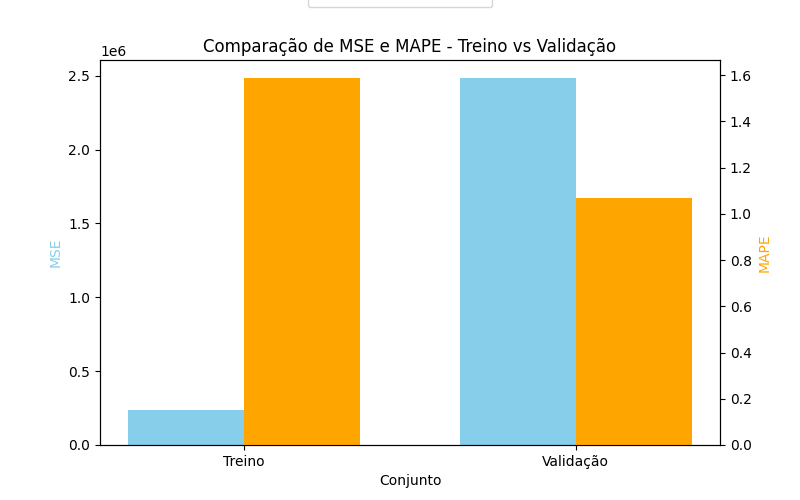 Comparação de MSE e MAPE - Treino vs Validação
1e6
2.5
2.0
1.5
1.0
0.5
0.0
MSE
1.6
1.4
1.2
1.0
0.8
0.6
0.4
0.2
0.0
MAPE
Treino
Validação
Conjunto